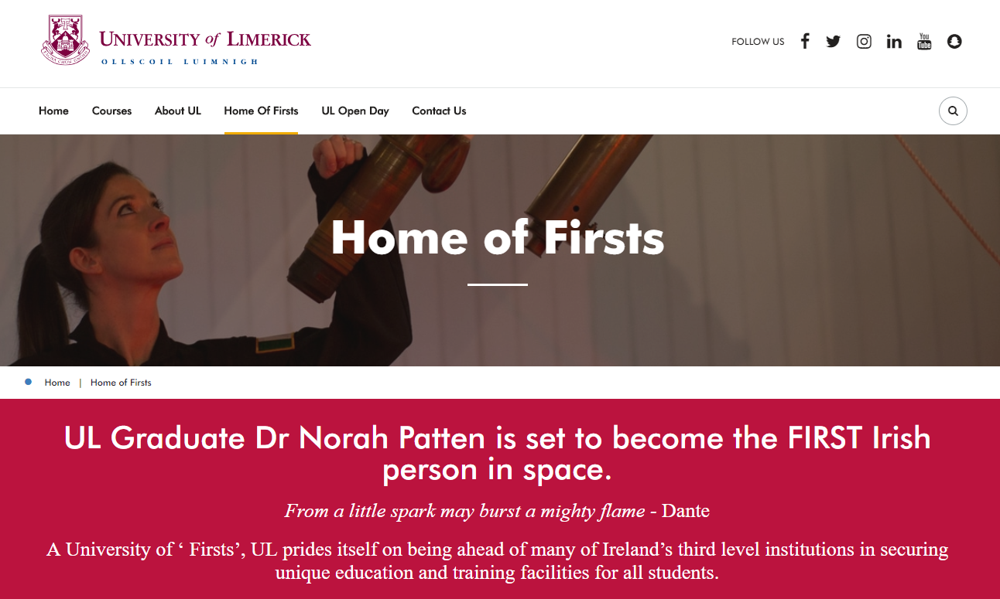 UNIVERSITY of LIMERICK
OLLSCOIL LUIMNIGH
FOLLOW US
You
Tube
Home
Courses
About UL
Home Of Firsts
UL Open Day
Contact Us
Home of Firsts
Home | Home of Firsts
UL Graduate Dr Norah Patten is set to become the FIRST Irish
person in space.
From a little spark may burst a mighty flame - Dante
A University of ‘ Firsts’, UL prides itself on being ahead of many of Ireland’s third level institutions in securing
unique education and training facilities for all students.